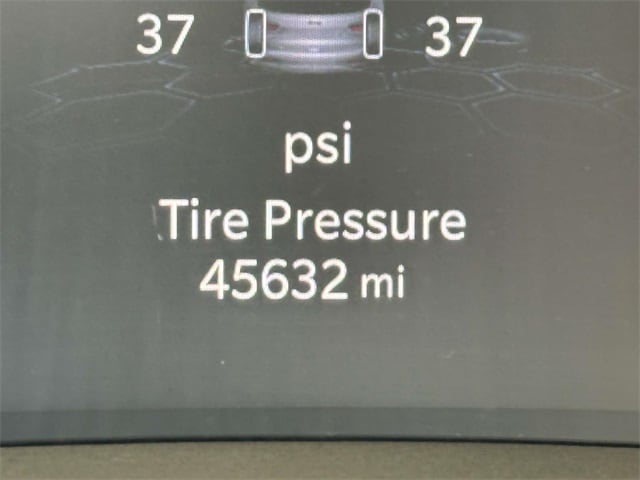 37 37
psi
Tire Pressure
45632 mi